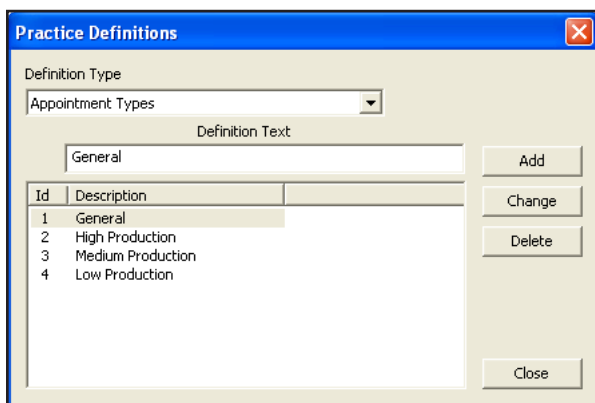 Practice Definitions
Definition Type
Appointment Types
Definition Text
General
Add
Id Description
Change
1 General
2 High Production
Delete
3 Medium Production
4 Low Production
Close